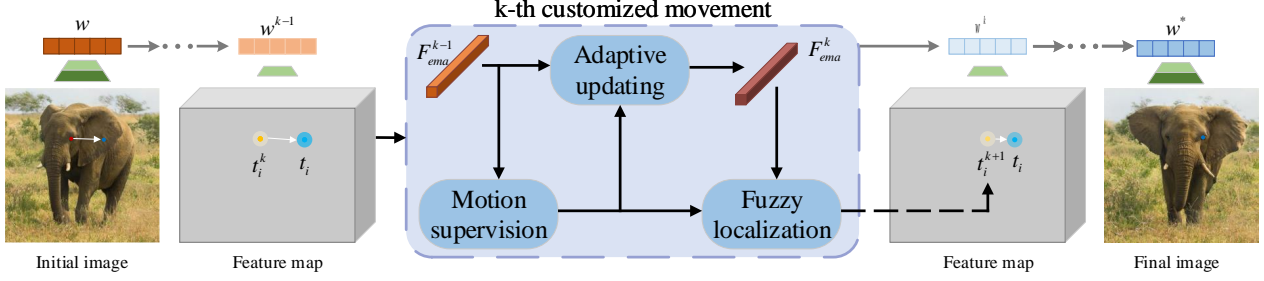 k-th customized movement
w
w^{k-1}
F_{ema}^{k-1}
Adaptive
updating
F_{ema}^{k}
w^*
t_i^k
t_i
Motion
supervision
Fuzzy
localization
t_i^{k+1}
t_i
Initial image
Feature map
Feature map
Final image